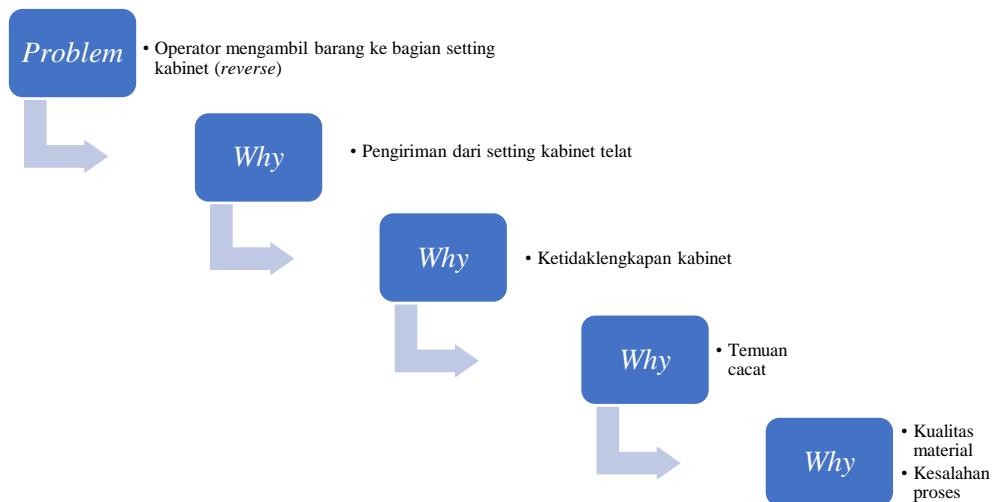 Problem
• Operator mengambil barang ke bagian setting
kabinet (reverse)
Why
• Pengiriman dari setting kabinet telat
Why
• Ketidaklengkapan kabinet
Why
• Temuan
cacat
Why
• Kualitas
material
• Kesalahan
proses